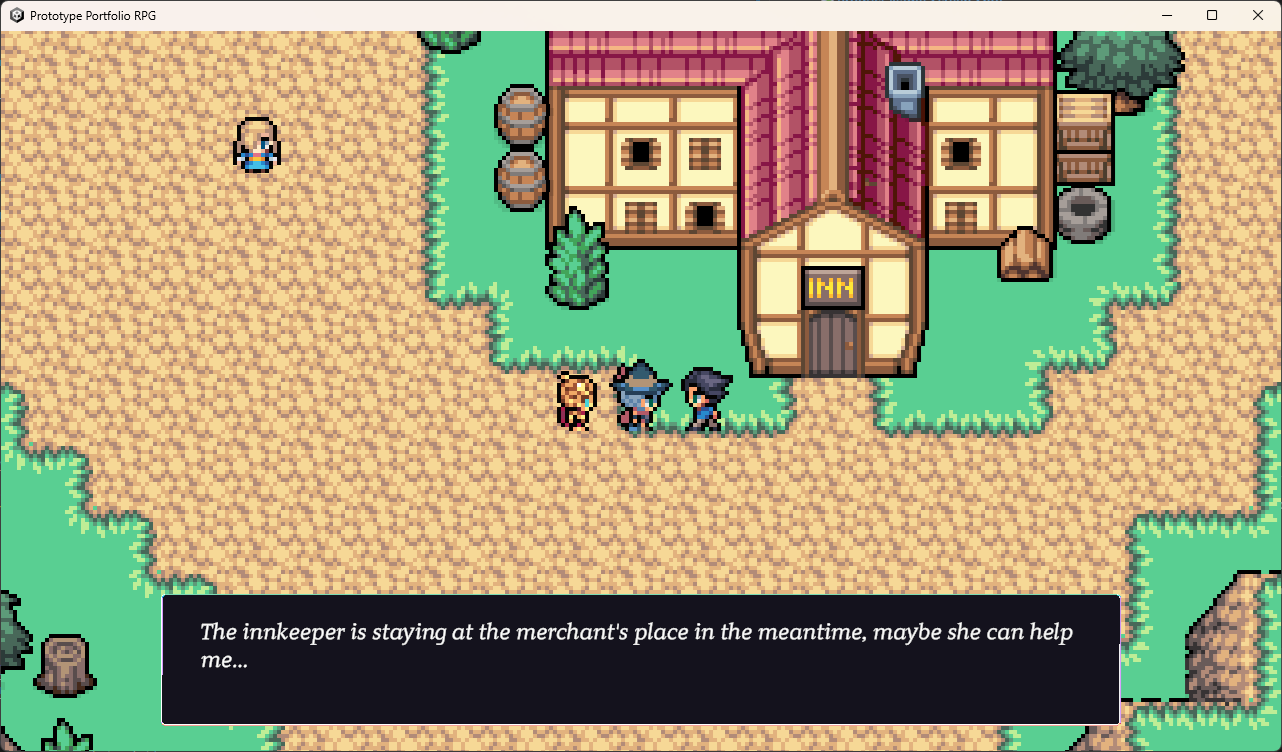 Prototype Portfolio RPG
INN
The innkeeper is staying at the merchant's place in the meantime, maybe she can help
me...